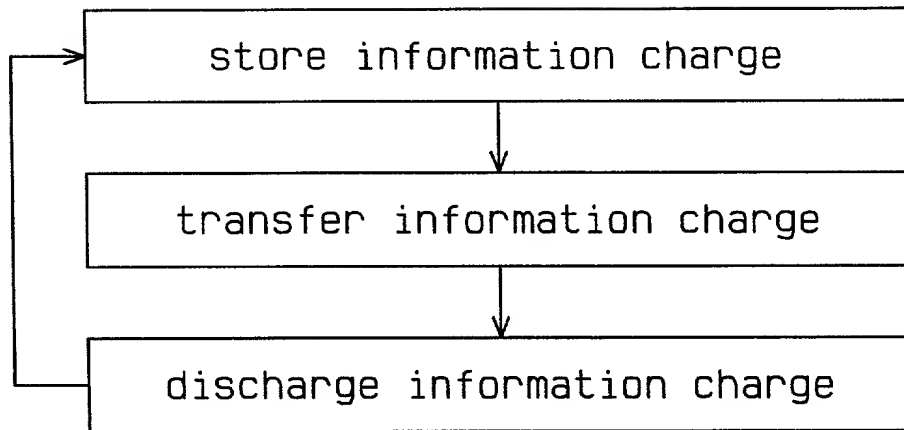 store information charge
transfer information charge
discharge information charge